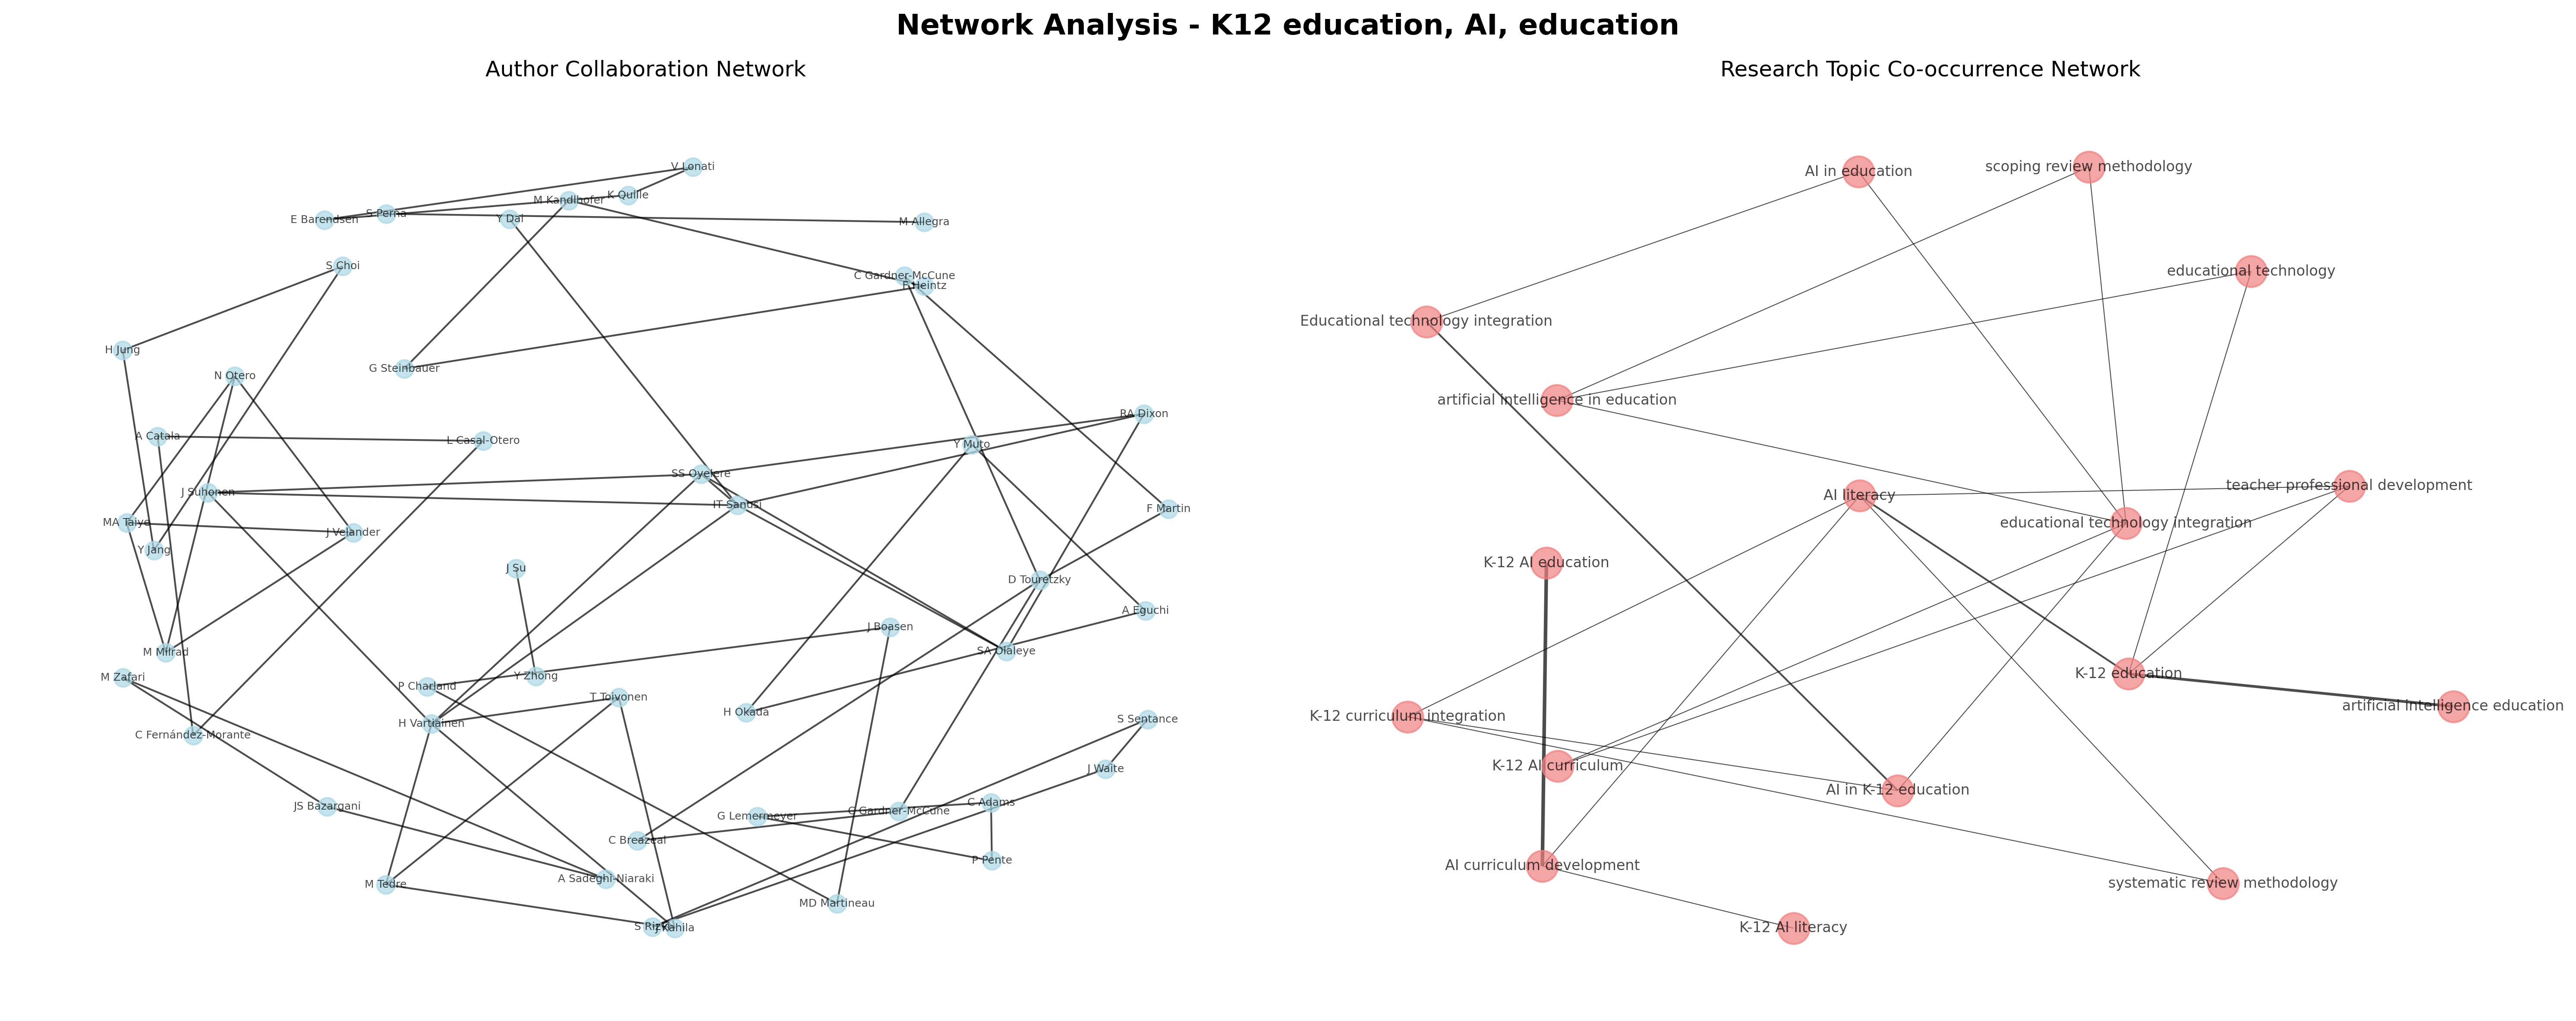 Network Analysis - K12 education, AI, education
Author Collaboration Network
V Lonati
K Quille
M Kandlhofer
S Perna
E Barendsen
Y Dai
M Allegra
S Choi
C Gardner-McCune
F Heintz
H Jung
G Steinbauer
N Otero
RA Dixon
A Catala
L Casal-Otero
Y Muto
SS Oyelere
J Suhonen
IT Sanusi
F Martin
MA Taiye
J Velander
Y Jang
J Su
D Touretzky
A Eguchi
J Boasen
M Milrad
SA Olaleye
M Zafari
Y Zhong
P Charland
T Toivonen
H Okada
S Sentance
H Vartiainen
C Fernández-Morante
J Waite
JS Bazargani
C Adams
G Gardner-McCune
G Lemermeyer
C Breazeal
P Pente
A Sadeghi-Niaraki
M Tedre
MD Martineau
J Kahila
Research Topic Co-occurrence Network
scoping review methodology
AI in education
educational technology
Educational technology integration
artificial intelligence in education
teacher professional development
AI literacy
educational technology integration
K-12 AI education
K-12 education
artificial intelligence education
K-12 curriculum integration
K-12 AI curriculum
AI in K-12 education
AI curriculum development
systematic review methodology
K-12 AI literacy